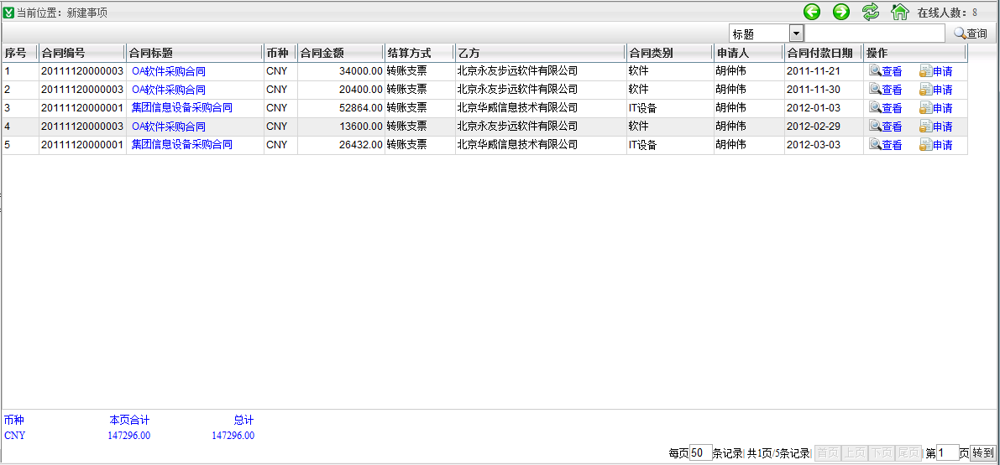 当前位置：新建事项 在线人数：8
标题 查询
序号 合同编号 合同标题 币种 合同金额 结算方式 乙方 合同类别 申请人 合同付款日期 操作
1 20111120000003 OA软件采购合同 CNY 34000.00 转账支票 北京永友步远软件有限公司 软件 胡仲伟 2011-11-21 查看 申请
2 20111120000003 OA软件采购合同 CNY 20400.00 转账支票 北京永友步远软件有限公司 软件 胡仲伟 2011-11-30 查看 申请
3 20111120000001 集团信息设备采购合同 CNY 52864.00 转账支票 北京华威信息技术有限公司 IT设备 胡仲伟 2012-01-03 查看 申请
4 20111120000003 OA软件采购合同 CNY 13600.00 转账支票 北京永友步远软件有限公司 软件 胡仲伟 2012-02-29 查看 申请
5 20111120000001 集团信息设备采购合同 CNY 26432.00 转账支票 北京华威信息技术有限公司 IT设备 胡仲伟 2012-03-03 查看 申请
币种 本页合计 总计
CNY 147296.00 147296.00
每页50条记录| 共1页/5条记录| 首页 上页 下页 尾页 | 第1页 转到